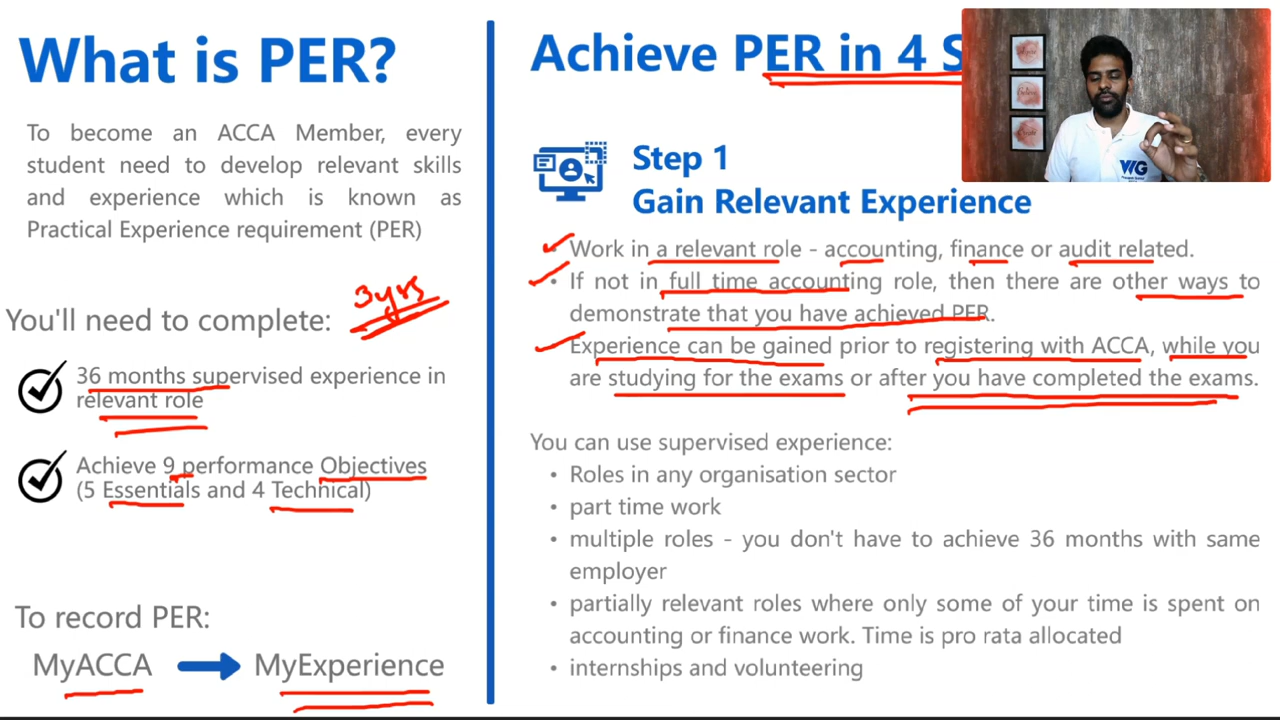 What is PER?
To become an ACCA Member, every
student need to develop relevant skills
and experience which is known as
Practical Experience requirement (PER)
3yrs
You'll need to complete:
36 months supervised experience in
relevant role
Achieve 9 performance Objectives
(5 Essentials and 4 Technical)
To record PER:
MyACCA
MyExperience
Achieve PER in 4 S
Step 1
Gain Relevant Experience
• Work in a relevant role - accounting, finance or audit related.
• If not in full time accounting role, then there are other ways to
demonstrate that you have achieved PER.
Experience can be gained prior to registering with ACCA, while you
are studying for the exams or after you have completed the exams.
You can use supervised experience:
• Roles in any organisation sector
• part time work
• multiple roles - you don't have to achieve 36 months with same
employer
• partially relevant roles where only some of your time is spent on
accounting or finance work. Time is pro rata allocated
• internships and volunteering